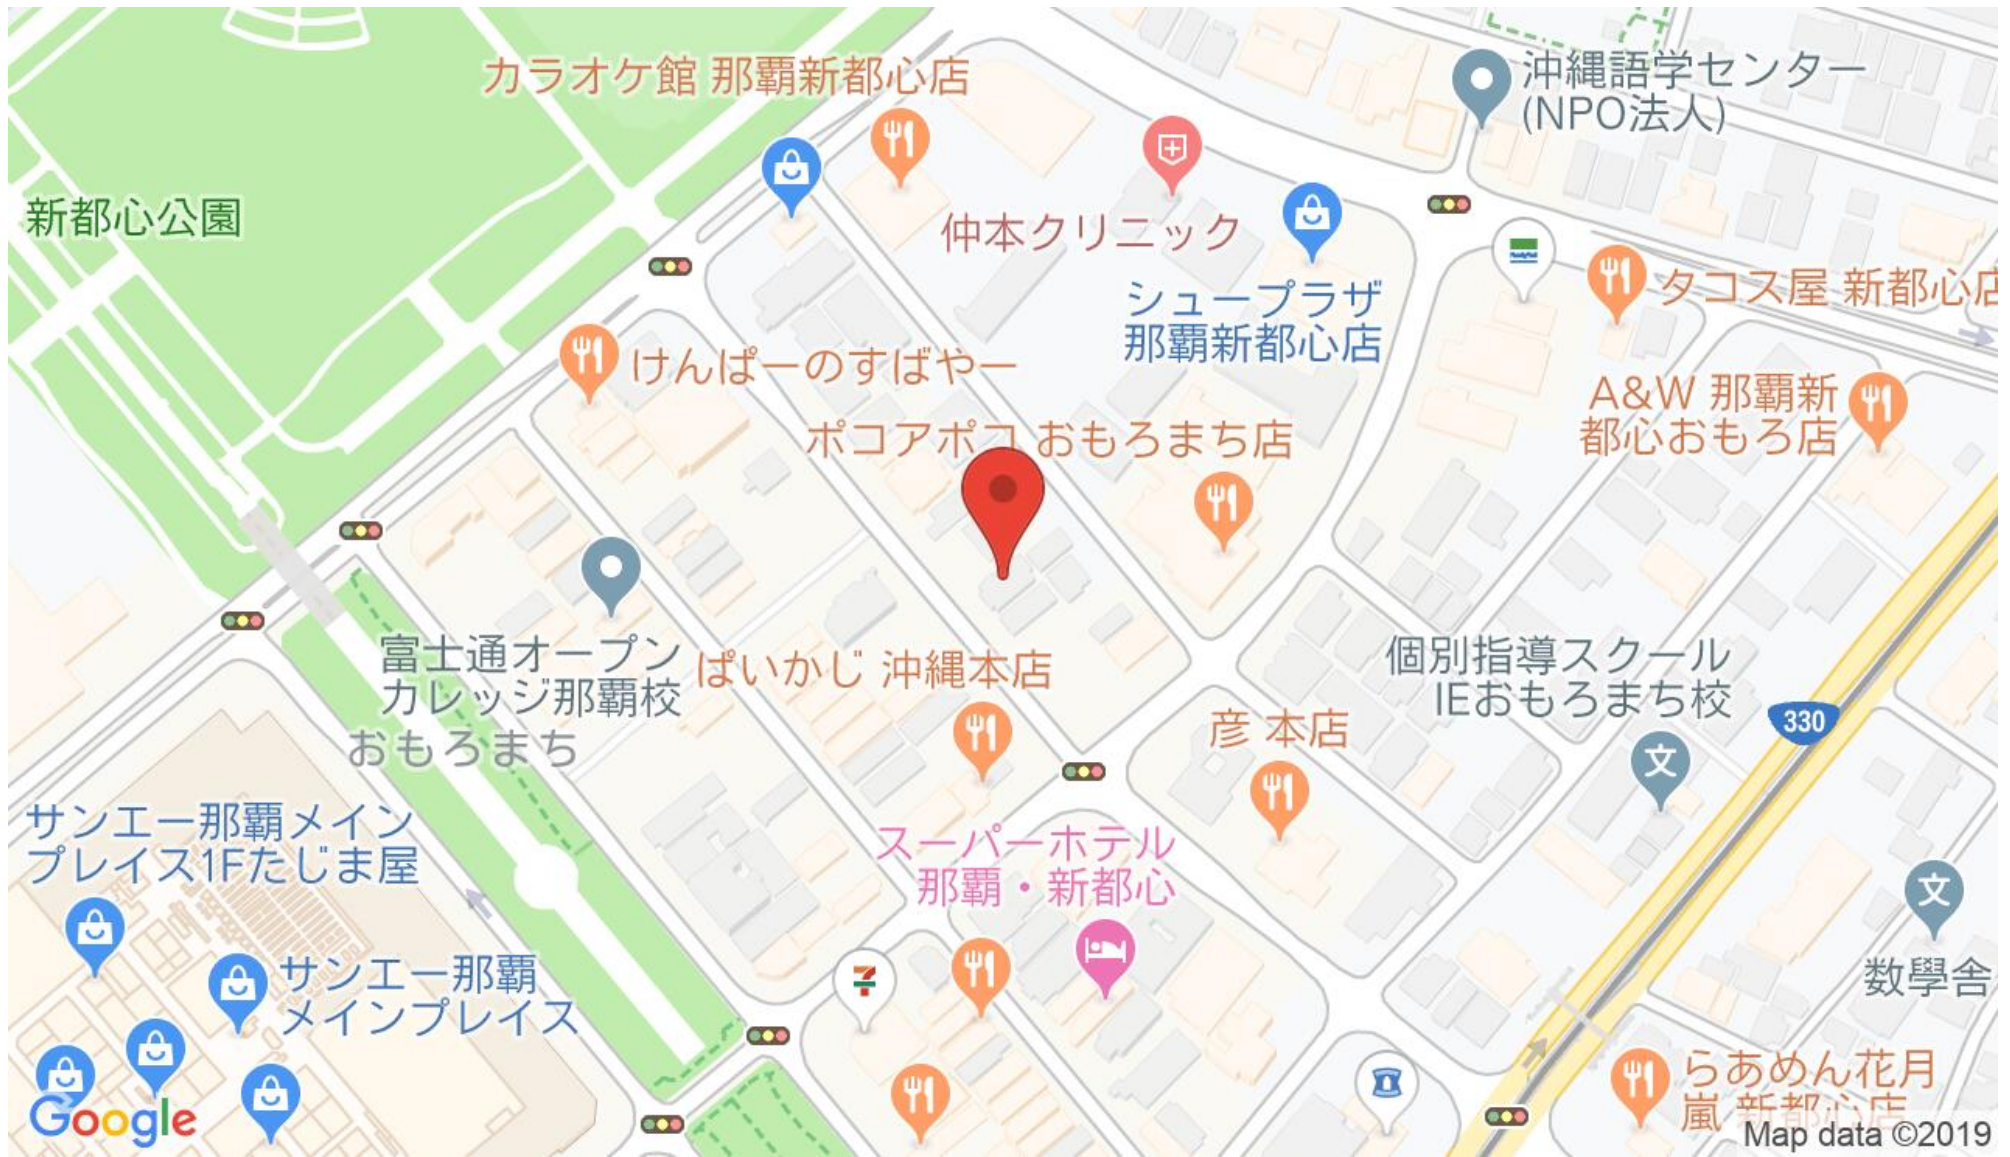 カラオケ館 那覇新都心店
沖縄語学センター
(NPO法人)
新都心公園
仲本クリニック
シュープラザ
那覇新都心店
タコス屋 新都心店
けんぱーのすばやー
A&W 那覇新
都心おもろ店
ポコアポコ おもろまち店
富士通オープン
カレッジ那覇校
ぱいかじ 沖縄本店
個別指導スクール
IEおもろまち校
330
彦 本店
おもろまち
文
サンエー那覇メイン
プレイス1Fたじま屋
スーパーホテル
那覇・新都心
文
サンエー那覇
メインプレイス
7
数學舎
らあめん花月
嵐 新都心店
Google
Map data ©2019